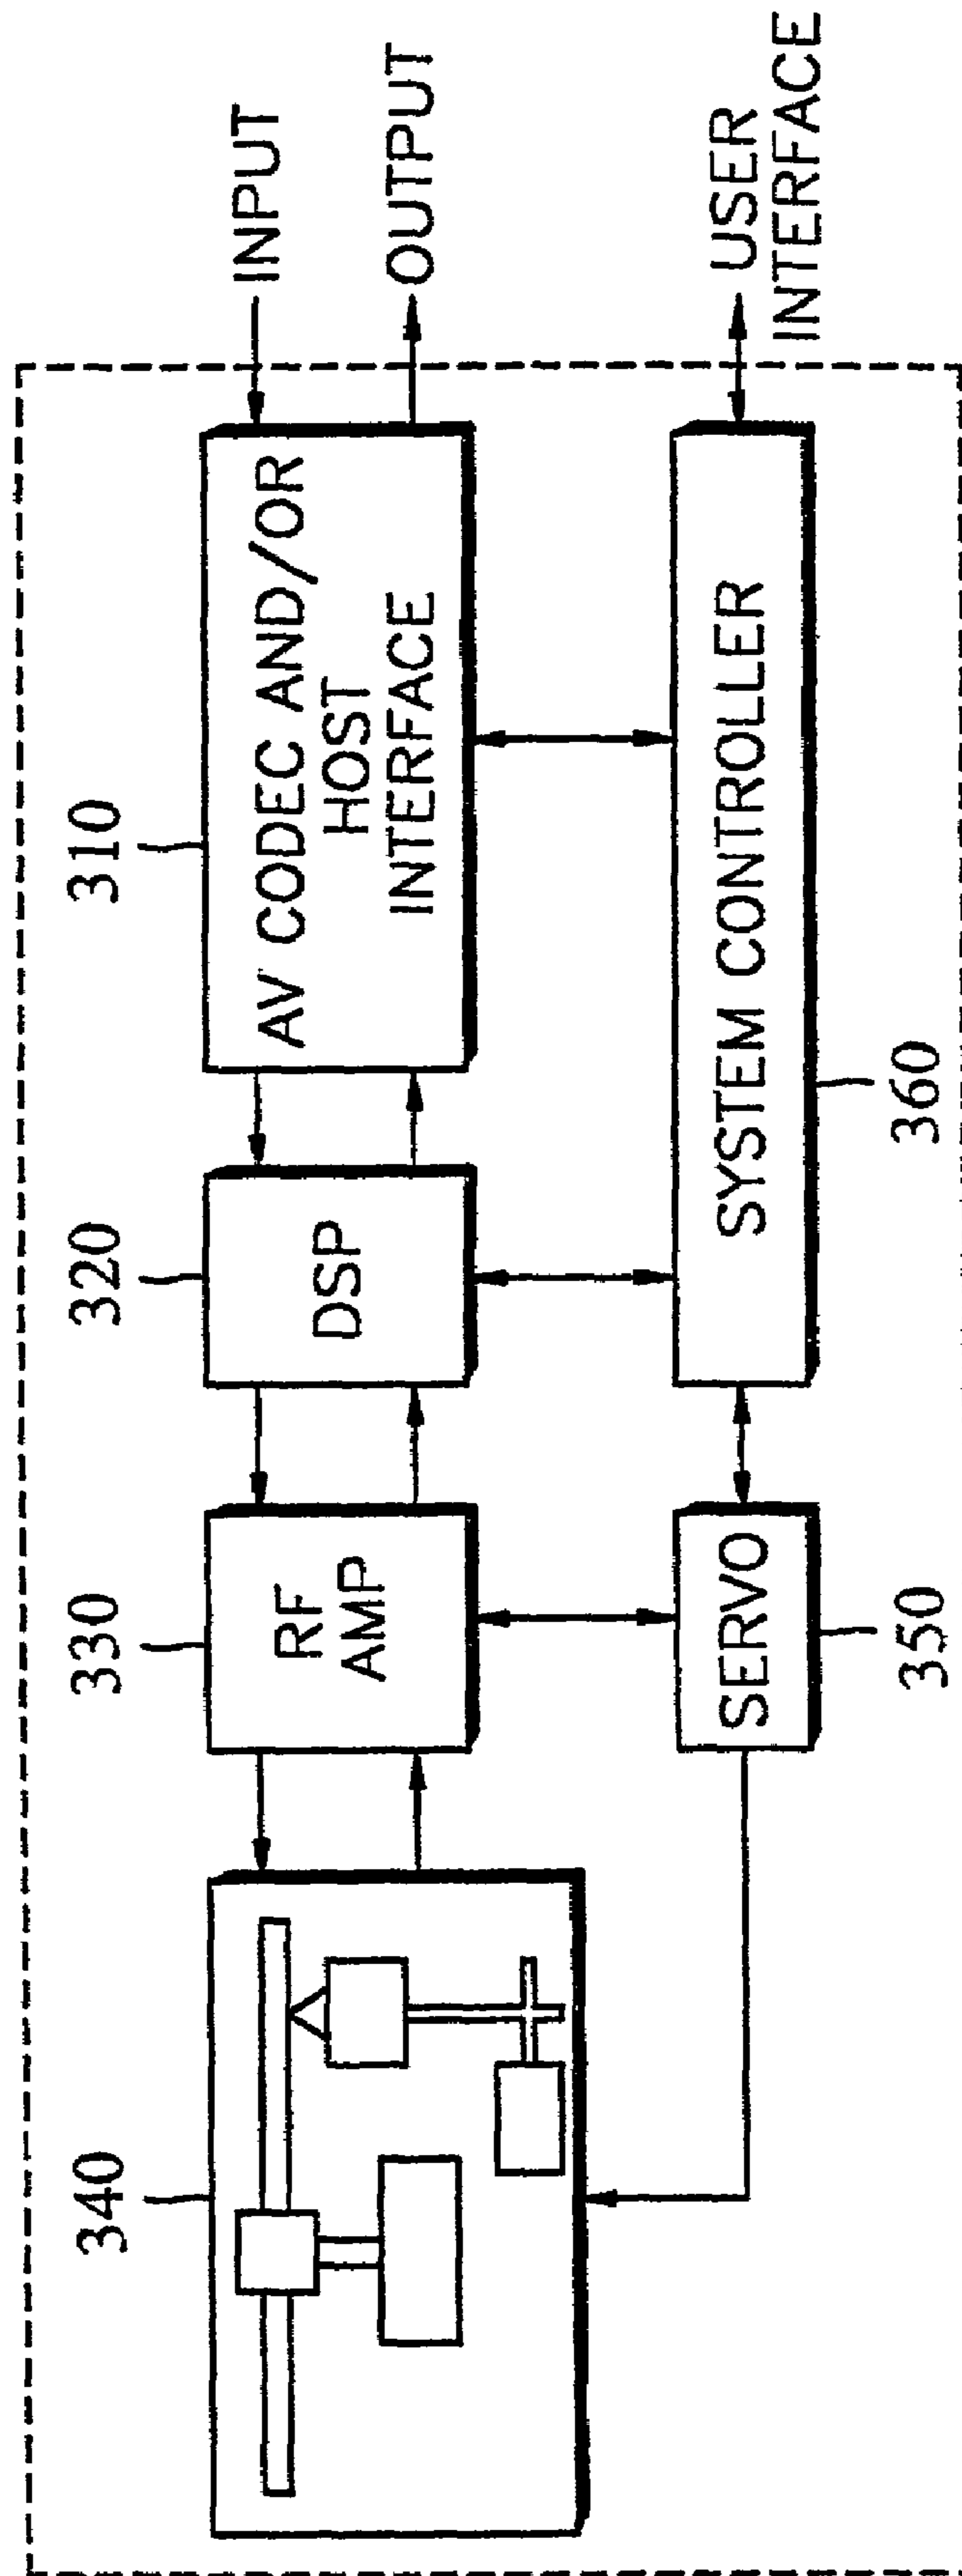 340
330
320
310
RF
AMP
DSP
AV CODEC AND/OR
HOST
INTERFACE
INPUT
OUTPUT
SERVO
SYSTEM CONTROLLER
USER
INTERFACE
350
360